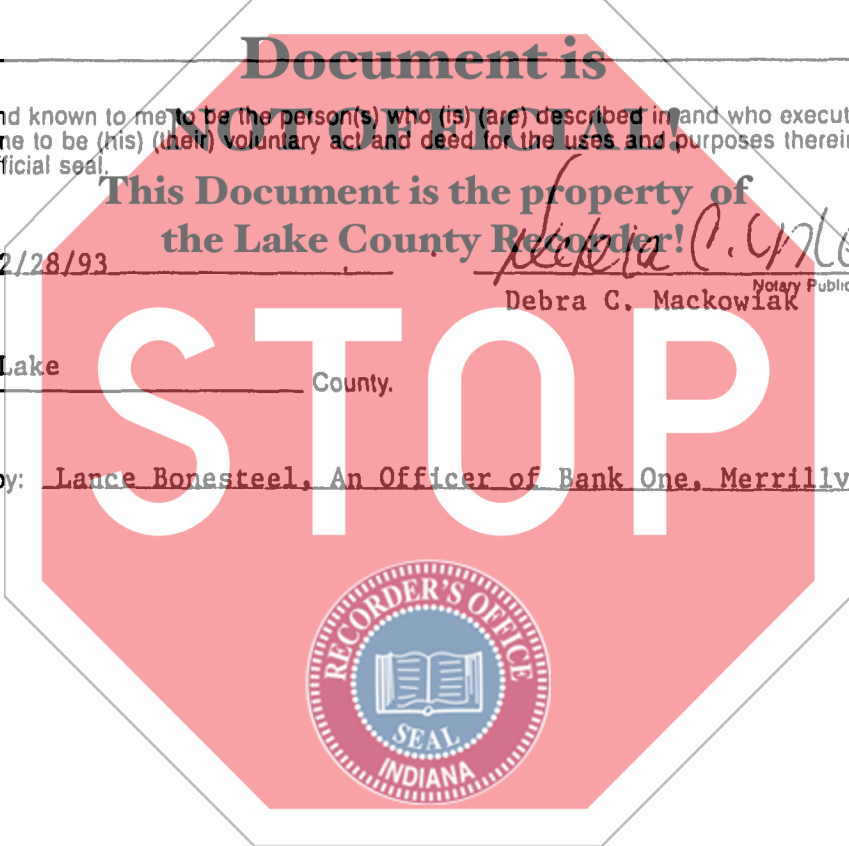 Document is
nd known to me to be the person(s) who (is) (are) described in and who execut
NOT OFFICIAL!
ne to be (his) (their) voluntary act and deed for the uses and purposes therein
ficial seal.
This Document is the property of
the Lake County Recorder!
2/28/93
C.
Notary Public
Debra C. Mackowiak
STOP
Lake
County.
by: Lance Bonesteel, An Officer of Bank One, Merrillv
RECORDER'S OFFICE
SEAL
INDIANA